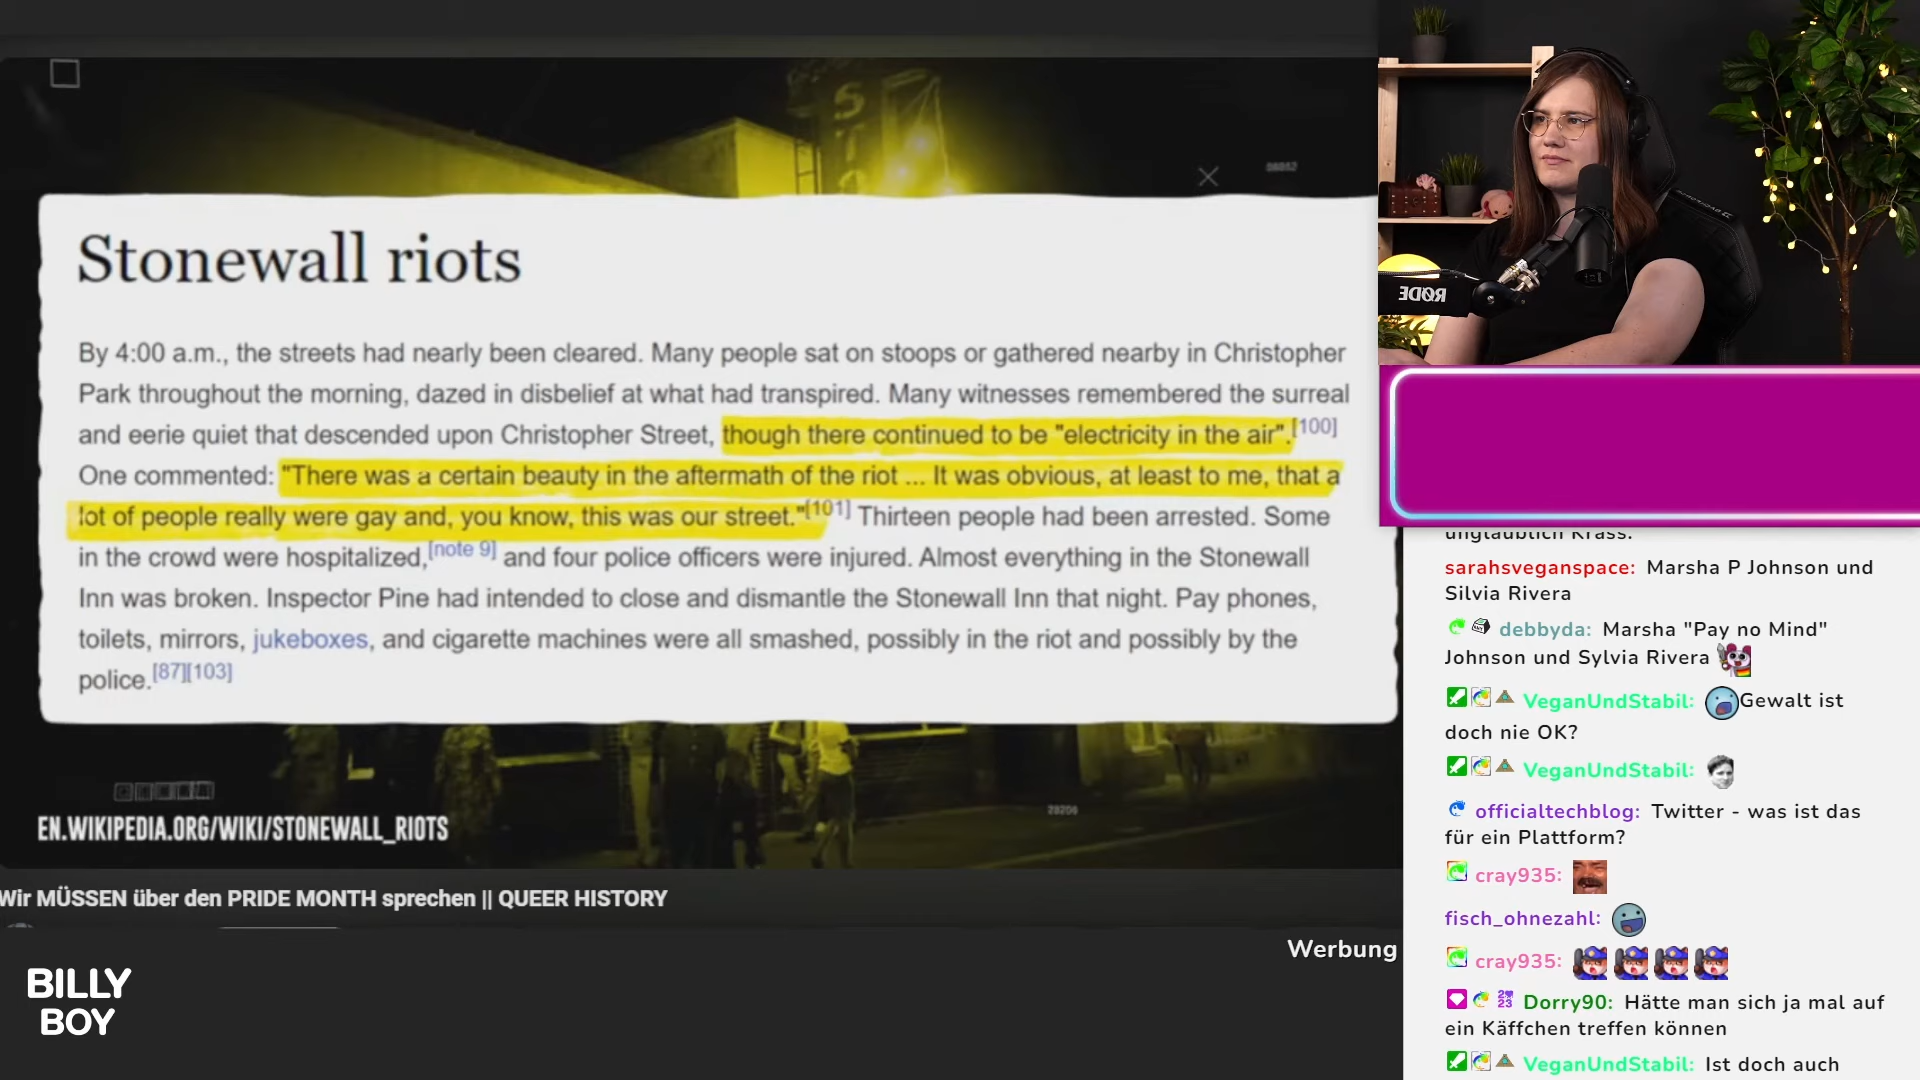 Stonewall riots
By 4:00 a.m., the streets had nearly been cleared. Many people sat on stoops or gathered nearby in Christopher
Park throughout the morning, dazed in disbelief at what had transpired. Many witnesses remembered the surreal
and eerie quiet that descended upon Christopher Street, though there continued to be "electricity in the air".[100]
One commented: "There was a certain beauty in the aftermath of the riot ... It was obvious, at least to me, that a
lot of people really were gay and, you know, this was our street."[101] Thirteen people had been arrested. Some
in the crowd were hospitalized,[note 9] and four police officers were injured. Almost everything in the Stonewall
Inn was broken. Inspector Pine had intended to close and dismantle the Stonewall Inn that night. Pay phones,
toilets, mirrors, jukeboxes, and cigarette machines were all smashed, possibly in the riot and possibly by the
police.[87][103]
EN.WIKIPEDIA.ORG/WIKI/STONEWALL_RIOTS
Wir MÜSSEN über den PRIDE MONTH sprechen || QUEER HISTORY
Werbung
BILLY
BOY
RØDE
unglaublich krass.
sarahsveganspace: Marsha P Johnson und
Silvia Rivera
debbyda: Marsha "Pay no Mind"
Johnson und Sylvia Rivera
VeganUndStabil: Gewalt ist
doch nie OK?
VeganUndStabil:
officialtechblog: Twitter - was ist das
für ein Plattform?
cray935:
fisch_ohnezahl:
cray935:
Dorry90: Hätte man sich ja mal auf
ein Käffchen treffen können
VeganUndStabil: Ist doch auch